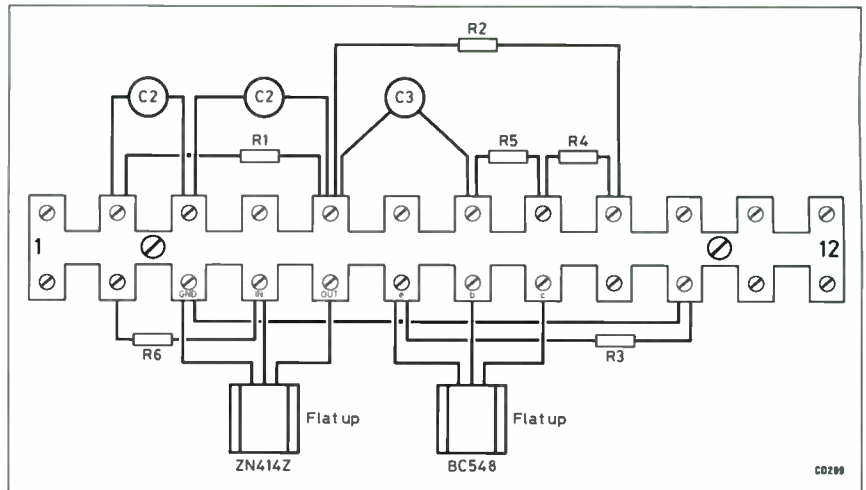 R2
C2 C2 C3
R1 R5 R4
1 12
GND IN OUT e b c
R6 R3
Flat up Flat up
ZN414Z BC548
CO299